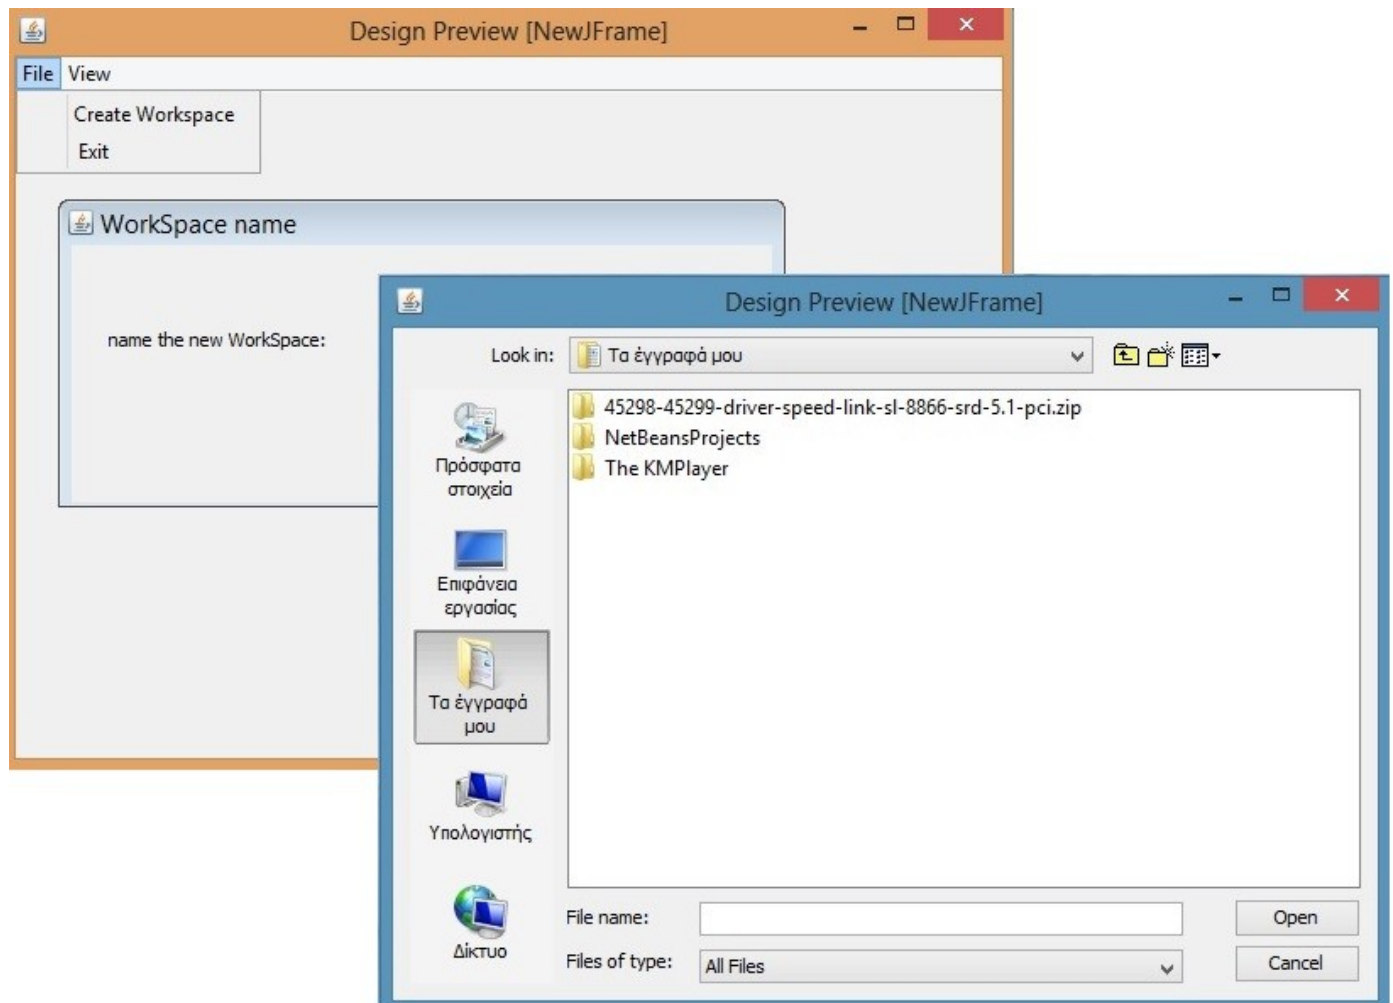 Design Preview [NewJFrame]
File View
Create Workspace
Exit
WorkSpace name
name the new WorkSpace:
Design Preview [NewJFrame]
Look in: Τα έγγραφά μου
45298-45299-driver-speed-link-sl-8866-srd-5.1-pci.zip
NetBeansProjects
The KMPlayer
Πρόσφατα
στοιχεία
Επιφάνεια
εργασίας
Τα έγγραφά
μου
Υπολογιστής
Δίκτυο
File name:
Open
Files of type: All Files
Cancel